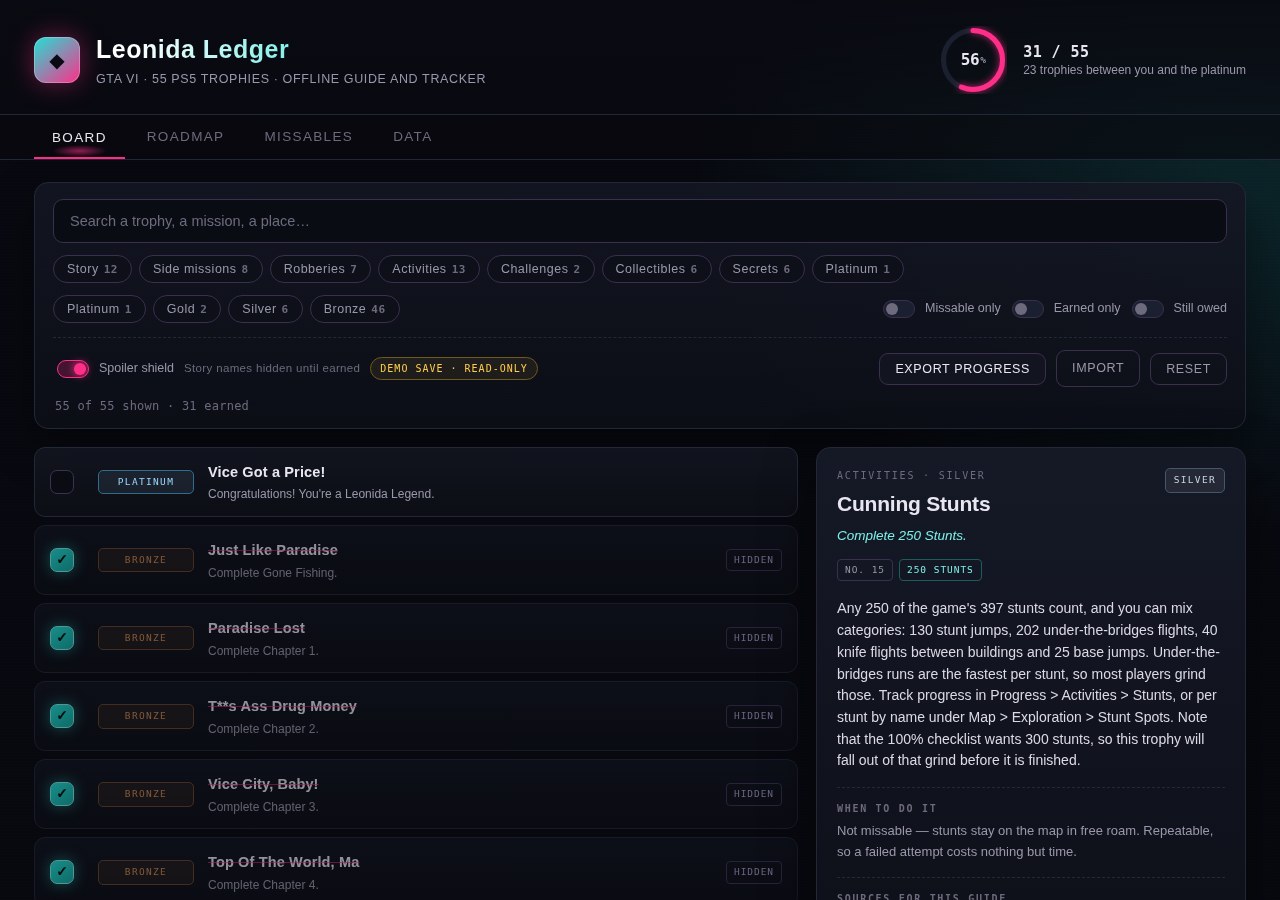 Leonida Ledger
GTA VI · 55 PS5 TROPHIES · OFFLINE GUIDE AND TRACKER
56%
31 / 55
23 trophies between you and the platinum
BOARD ROADMAP MISSABLES DATA
Search a trophy, a mission, a place…
Story 12 Side missions 8 Robberies 7 Activities 13 Challenges 2 Collectibles 6 Secrets 6 Platinum 1
Platinum 1 Gold 2 Silver 6 Bronze 46 Missable only Earned only Still owed
Spoiler shield Story names hidden until earned DEMO SAVE · READ-ONLY EXPORT PROGRESS IMPORT RESET
55 of 55 shown · 31 earned
PLATINUM
Vice Got a Price!
Congratulations! You're a Leonida Legend.
BRONZE
Just Like Paradise
Complete Gone Fishing.
HIDDEN
BRONZE
Paradise Lost
Complete Chapter 1.
HIDDEN
BRONZE
T**s Ass Drug Money
Complete Chapter 2.
HIDDEN
BRONZE
Vice City, Baby!
Complete Chapter 3.
HIDDEN
BRONZE
Top Of The World, Ma
Complete Chapter 4.
HIDDEN
ACTIVITIES · SILVER
SILVER
Cunning Stunts
Complete 250 Stunts.
NO. 15 250 STUNTS
Any 250 of the game's 397 stunts count, and you can mix
categories: 130 stunt jumps, 202 under-the-bridges flights, 40
knife flights between buildings and 25 base jumps. Under-the-
bridges runs are the fastest per stunt, so most players grind
those. Track progress in Progress > Activities > Stunts, or per
stunt by name under Map > Exploration > Stunt Spots. Note
that the 100% checklist wants 300 stunts, so this trophy will
fall out of that grind before it is finished.
WHEN TO DO IT
Not missable — stunts stay on the map in free roam. Repeatable,
so a failed attempt costs nothing but time.
SOURCES FOR THIS GUIDE